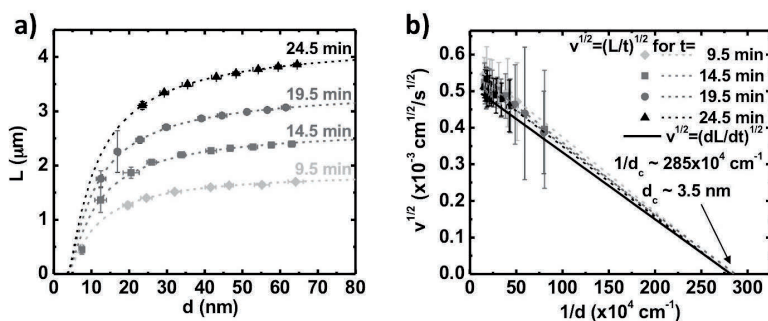 a)
24.5 min
19.5 min
14.5 min
9.5 min
L (μm)
4
3
2
1
0
0 10 20 30 40 50 60 70 80
d (nm)
b)
v^1/2=(L/t)^1/2 for t=
9.5 min
14.5 min
19.5 min
24.5 min
v^1/2=(dL/dt)^1/2
1/d_c ~ 285x10^4 cm^-1
d_c ~ 3.5 nm
v^1/2 (x10^-3 cm^1/2/s^1/2)
0.6
0.5
0.4
0.3
0.2
0.1
0.0
0 50 100 150 200 250 300
1/d (x10^4 cm^-1)